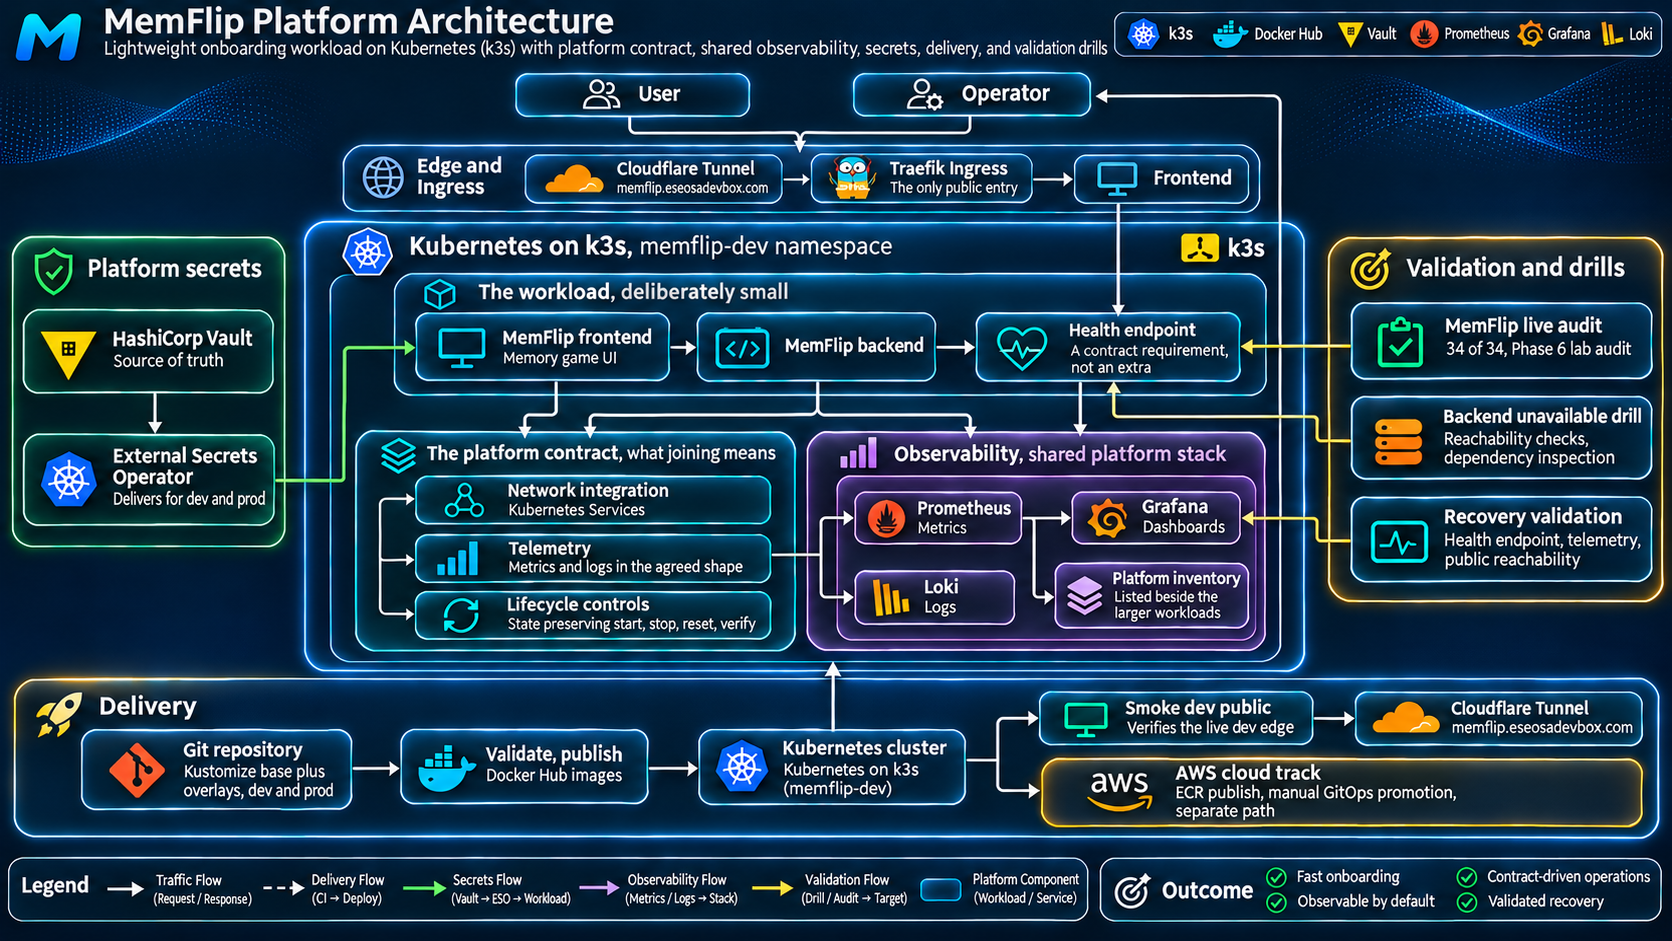 M
MemFlip Platform Architecture
Lightweight onboarding workload on Kubernetes (k3s) with platform contract, shared observability, secrets, delivery, and validation drills
k3s
Docker Hub
Vault
Prometheus
Grafana
Loki
User
Operator
Edge and
Ingress
Cloudflare Tunnel
memflip.eseosadevbox.com
Traefik Ingress
The only public entry
Frontend
Platform secrets
HashiCorp Vault
Source of truth
External Secrets
Operator
Delivers for dev and prod
Kubernetes on k3s, memflip-dev namespace
k3s
The workload, deliberately small
MemFlip frontend
Memory game UI
MemFlip backend
Health endpoint
A contract requirement,
not an extra
The platform contract, what joining means
Network integration
Kubernetes Services
Telemetry
Metrics and logs in the agreed shape
Lifecycle controls
State preserving start, stop, reset, verify
Observability, shared platform stack
Prometheus
Metrics
Grafana
Dashboards
Loki
Logs
Platform inventory
Listed beside the
larger workloads
Validation and drills
MemFlip live audit
34 of 34, Phase 6 lab audit
Backend unavailable drill
Reachability checks,
dependency inspection
Recovery validation
Health endpoint, telemetry,
public reachability
Delivery
Git repository
Kustomize base plus
overlays, dev and prod
Validate, publish
Docker Hub images
Kubernetes cluster
Kubernetes on k3s
(memflip-dev)
Smoke dev public
Verifies the live dev edge
Cloudflare Tunnel
memflip.eseosadevbox.com
aws
AWS cloud track
ECR publish, manual GitOps promotion,
separate path
Legend
Traffic Flow
(Request / Response)
Delivery Flow
(CI → Deploy)
Secrets Flow
(Vault → ESO → Workload)
Observability Flow
(Metrics / Logs → Stack)
Validation Flow
(Drill / Audit → Target)
Platform Component
(Workload / Service)
Outcome
Fast onboarding
Observable by default
Contract-driven operations
Validated recovery